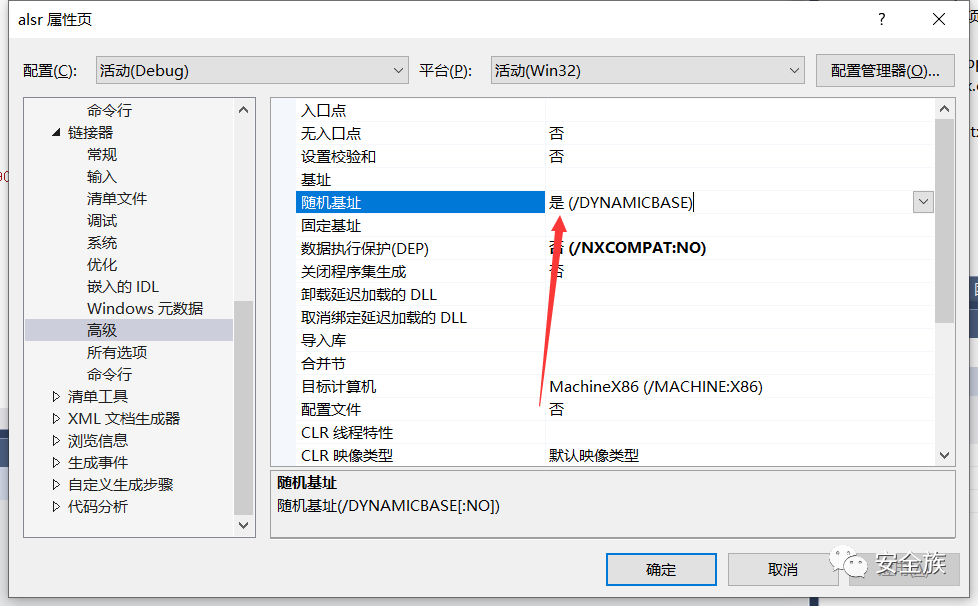 alsr 属性页
?
配置(C): 活动(Debug) 平台(P): 活动(Win32) 配置管理器(O)...
命令行
链接器
常规
输入
清单文件
调试
系统
优化
嵌入的 IDL
Windows 元数据
高级
所有选项
命令行
清单工具
XML 文档生成器
浏览信息
生成事件
自定义生成步骤
代码分析
入口点
无入口点 否
设置校验和 否
基址
随机基址 是 (/DYNAMICBASE)
固定基址
数据执行保护(DEP) 否 (/NXCOMPAT:NO)
关闭程序集生成 否
卸载延迟加载的 DLL
取消绑定延迟加载的 DLL
导入库
合并节
目标计算机 MachineX86 (/MACHINE:X86)
配置文件 否
CLR 线程特性
CLR 映像类型 默认映像类型
随机基址
随机基址(/DYNAMICBASE[:NO])
确定 取消
安全族